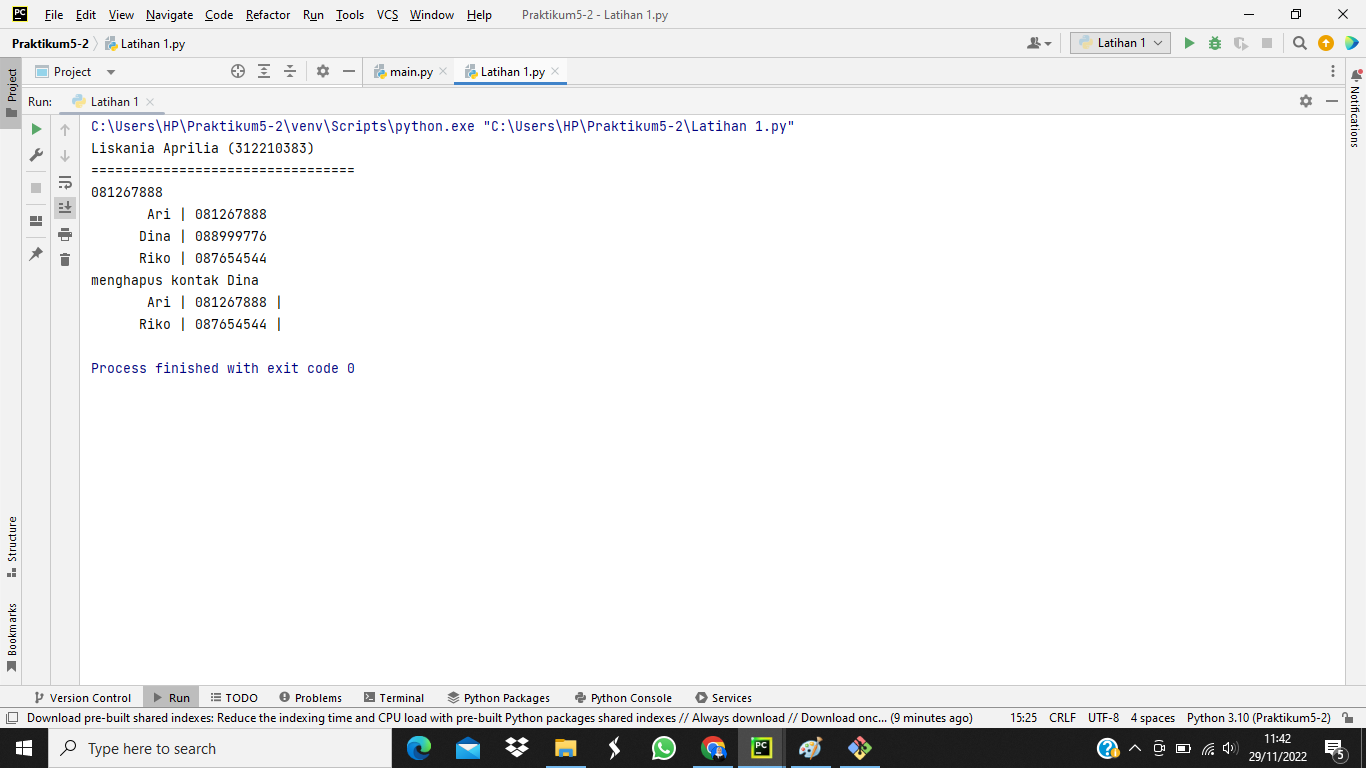 File Edit View Navigate Code Refactor Run Tools VCS Window Help Praktikum5-2 - Latihan 1.py
Praktikum5-2 Latihan 1.py Latihan 1
Project main.py Latihan 1.py
Project
Notifications
Run: Latihan 1
C:\Users\HP\Praktikum5-2\venv\Scripts\python.exe "C:\Users\HP\Praktikum5-2\Latihan 1.py"
Liskania Aprilia (312210383)
=================================
081267888
Ari | 081267888
Dina | 088999776
Riko | 087654544
menghapus kontak Dina
Ari | 081267888 |
Riko | 087654544 |
Process finished with exit code 0
Structure
Bookmarks
Version Control Run TODO Problems Terminal Python Packages Python Console Services
Download pre-built shared indexes: Reduce the indexing time and CPU load with pre-built Python packages shared indexes // Always download // Download onc... (9 minutes ago) 15:25 CRLF UTF-8 4 spaces Python 3.10 (Praktikum5-2)
Type here to search
11:42
29/11/2022
5